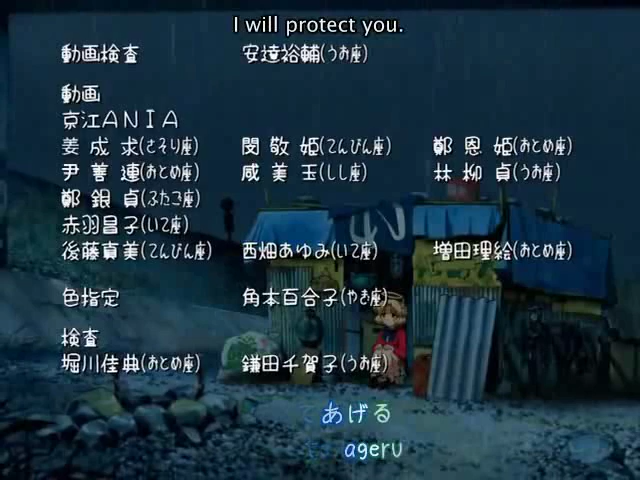 I will protect you.
動画検査 安達裕輔(うお座)
動画
京江ANIA
姜成求(さそり座) 閔敬姫(てんびん座) 鄭恩姫(おとめ座)
尹善連(おとめ座) 咸美玉(しし座) 林柳貞(うお座)
鄭銀貞(ふたご座)
赤羽昌子(いて座)
後藤真美(てんびん座) 西畑あゆみ(いて座) 増田理絵(おとめ座)
色指定 角本百合子(やぎ座)
検査
堀川佳典(おとめ座) 鎌田千賀子(うお座)
てあげる
ageru